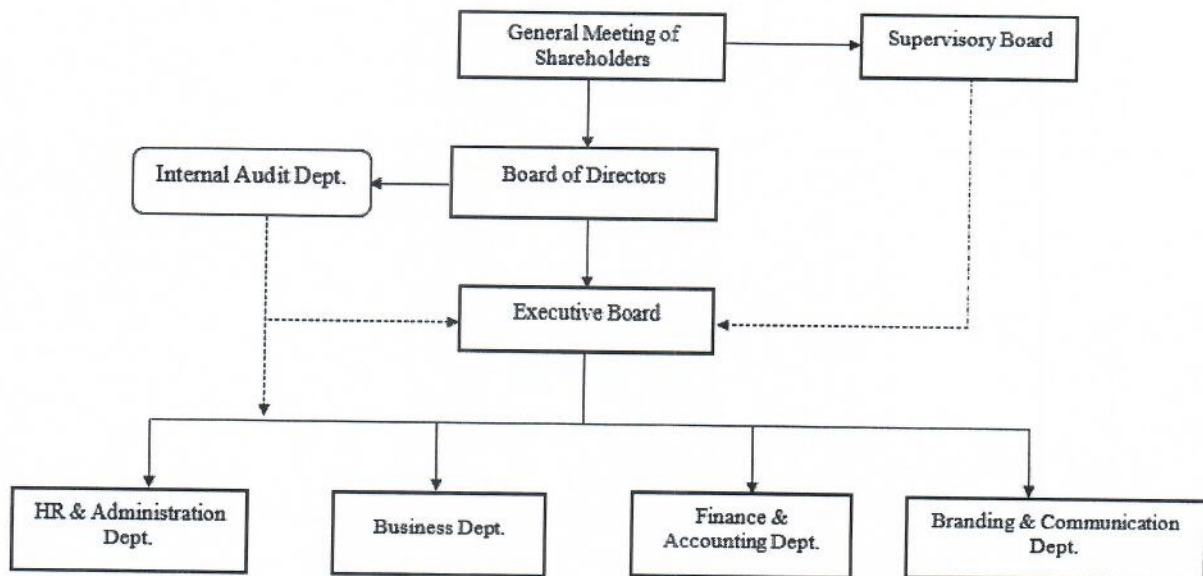 General Meeting of
Shareholders
Supervisory Board
Internal Audit Dept.
Board of Directors
Executive Board
HR & Administration
Dept.
Business Dept.
Finance &
Accounting Dept.
Branding & Communication
Dept.